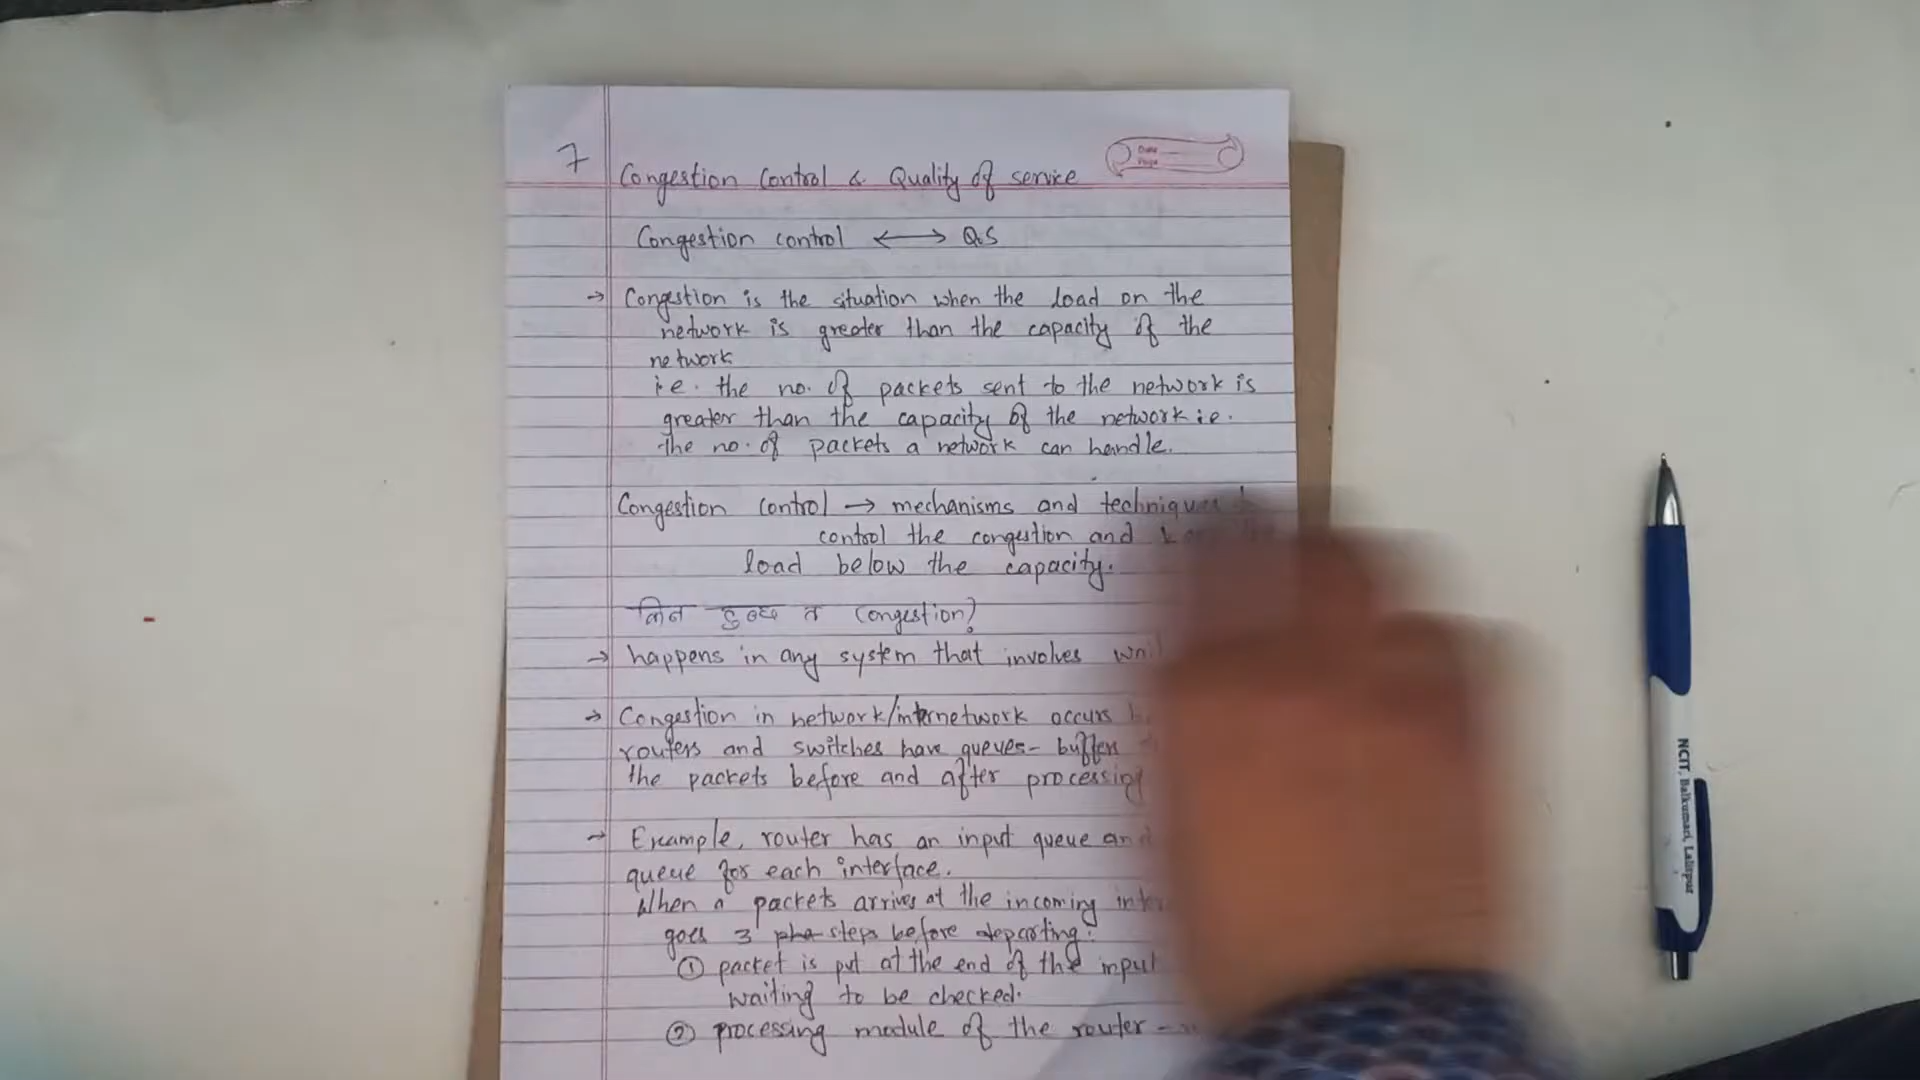 7
Congestion Control & Quality of service
Date
Page
Congestion control ⟷ QoS
→ Congestion is the situation when the load on the
network is greater than the capacity of the
network
i.e. the no. of packets sent to the network is
greater than the capacity of the network i.e.
the no. of packets a network can handle.
Congestion control → mechanisms and techniques
control the congestion and
load below the capacity.
किन हुन्छ त congestion?
→ happens in any system that involves
→ Congestion in network/internetwork occurs
routers and switches have queues- buffers
the packets before and after processing
→ Example, router has an input queue and
queue for each interface.
When a packets arrives at the incoming
goes 3 steps before departing:
① packet is put at the end of the input
waiting to be checked.
② processing module of the router -
NCIT, Balkumari, Lalitpur